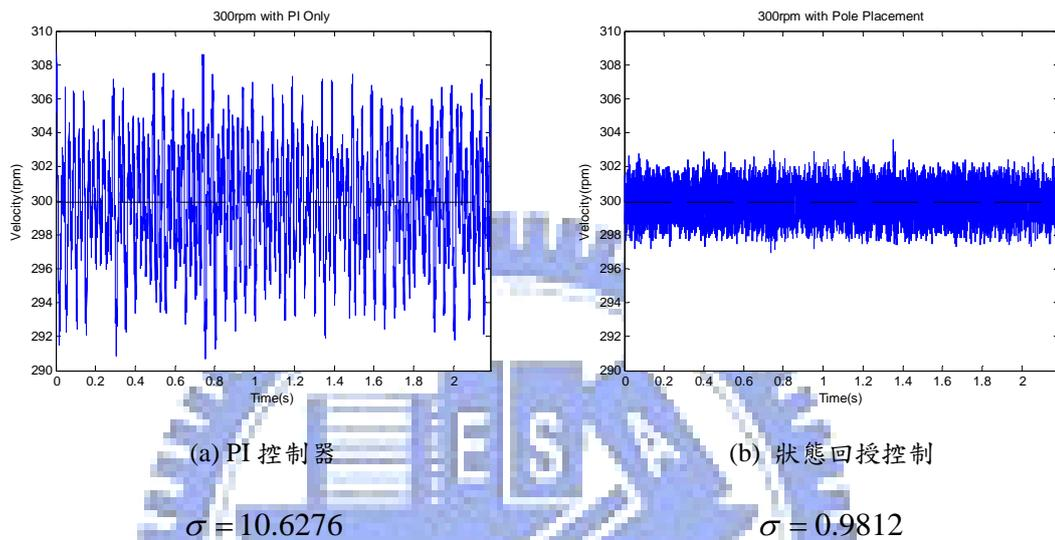 300rpm with PI Only
310
308
306
304
302
300
298
296
294
292
290
Velocity(rpm)
0 0.2 0.4 0.6 0.8 1 1.2 1.4 1.6 1.8 2
Time(s)
(a) PI 控制器
σ = 10.6276
300rpm with Pole Placement
310
308
306
304
302
300
298
296
294
292
290
Velocity(rpm)
0 0.2 0.4 0.6 0.8 1 1.2 1.4 1.6 1.8 2
Time(s)
(b) 狀態回授控制
σ = 0.9812
ESA